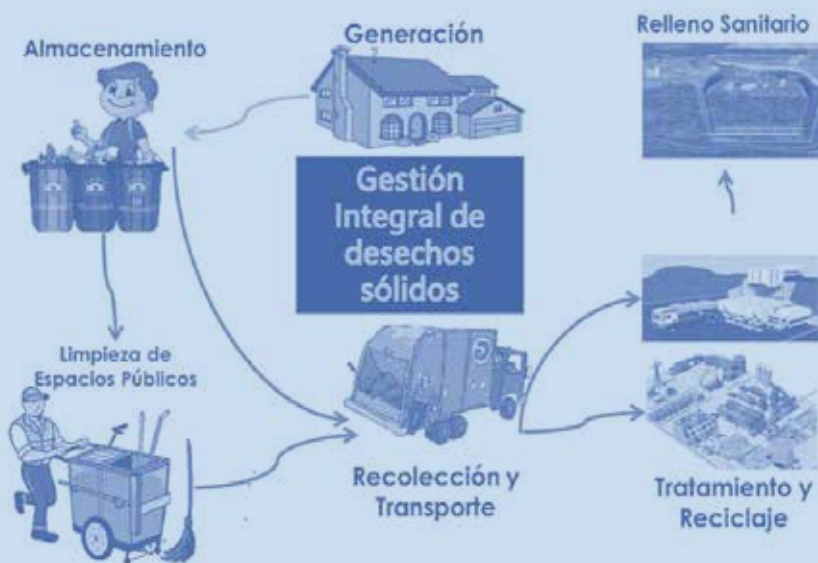 Almacenamiento
Generación
Relleno Sanitario
Gestión
Integral de
desechos
sólidos
Limpieza de
Espacios Públicos
Recolección y
Transporte
Tratamiento y
Reciclaje